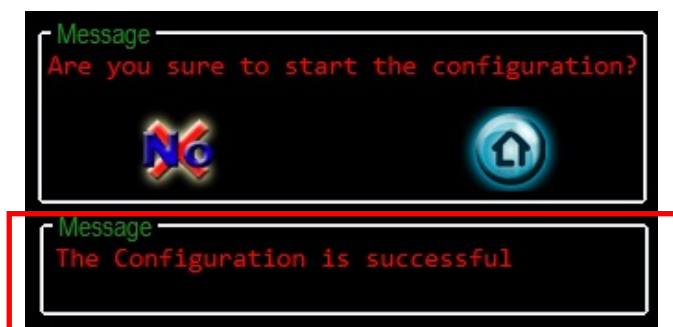 Message
Are you sure to start the configuration?
No
Message
The Configuration is successful